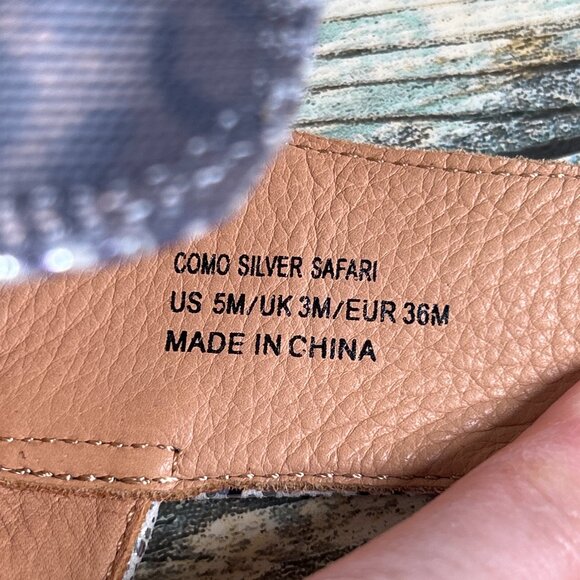 COMO SILVER SAFARI
US 5M/UK 3M/EUR 36M
MADE IN CHINA